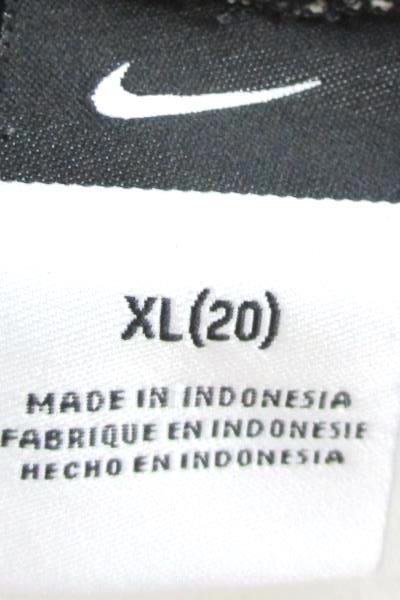 XL(20)
MADE IN INDONESIA
FABRIQUE EN INDONESIE
HECHO EN INDONESIA